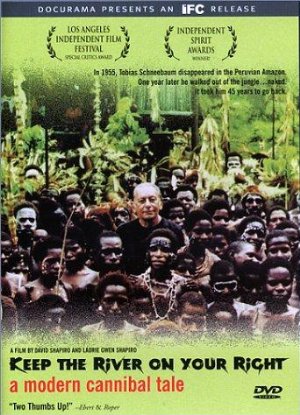 DOCURAMA PRESENTS AN IFC RELEASE
LOS ANGELES
INDEPENDENT FILM
FESTIVAL
SPECIAL CRITICS AWARD
INDEPENDENT
SPIRIT
AWARDS
WINNER!
In 1955, Tobias Schneebaum disappeared in the Peruvian Amazon.
One year later he walked out of the jungle...naked.
It took him 45 years to go back.
A FILM BY DAVID SHAPIRO AND LAURIE GWEN SHAPIRO
KEEP THE RIVER ON YOUR RIGHT
a modern cannibal tale
"Two Thumbs Up!" –Ebert & Roper
DVD
VIDEO